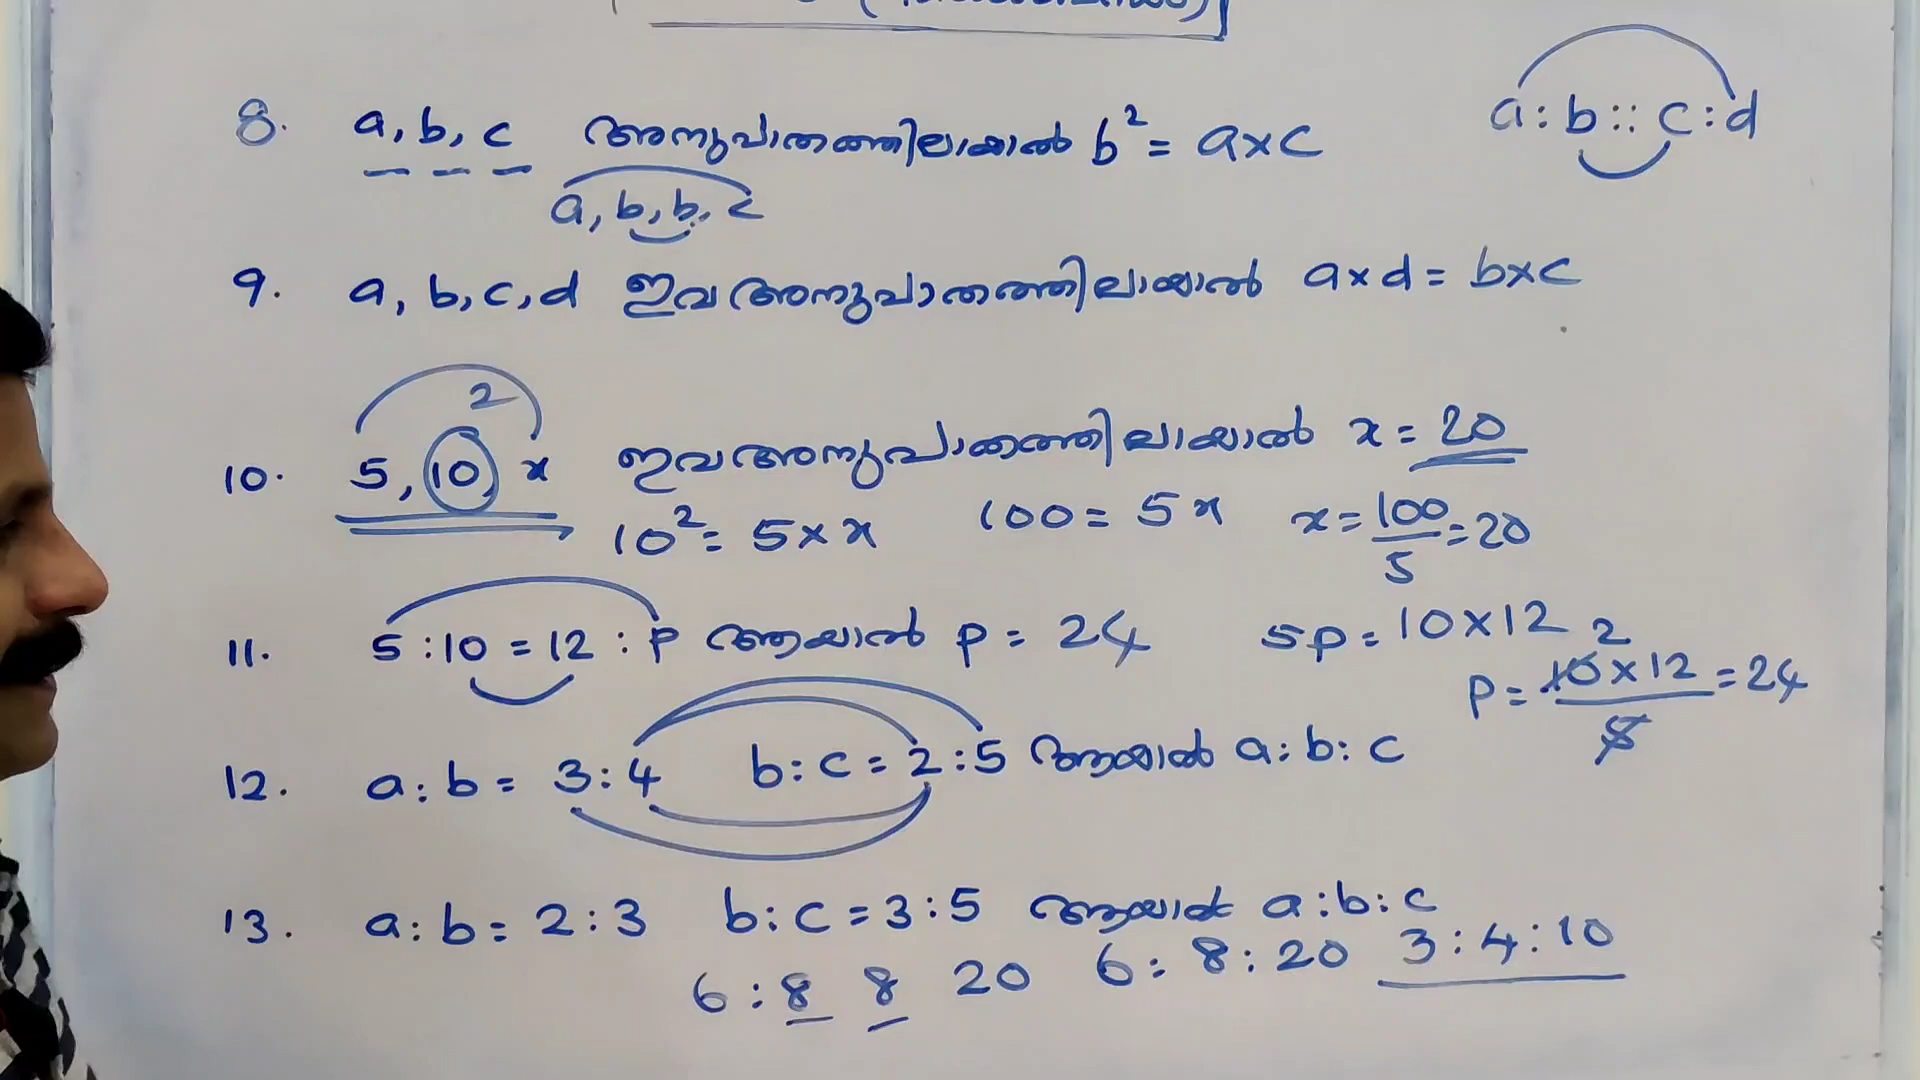 8. a, b, c അനുപാതത്തിലായാൽ b² = a×c
a : b :: c : d
a, b, b, c
9. a, b, c, d ഇവ അനുപാതത്തിലായാൽ a×d = b×c
2
10. 5, 10, x ഇവ അനുപാതത്തിലായാൽ x = 20
10² = 5×x 100 = 5x x = 100/5 = 20
11. 5 : 10 = 12 : p ആയാൽ p = 24 5p = 10×12
2
p = 10×12/5 = 24
12. a : b = 3 : 4 b : c = 2 : 5 ആയാൽ a : b : c
13. a : b = 2 : 3 b : c = 3 : 5 ആയാൽ a : b : c
6 : 8 8 20 6 : 8 : 20 3 : 4 : 10